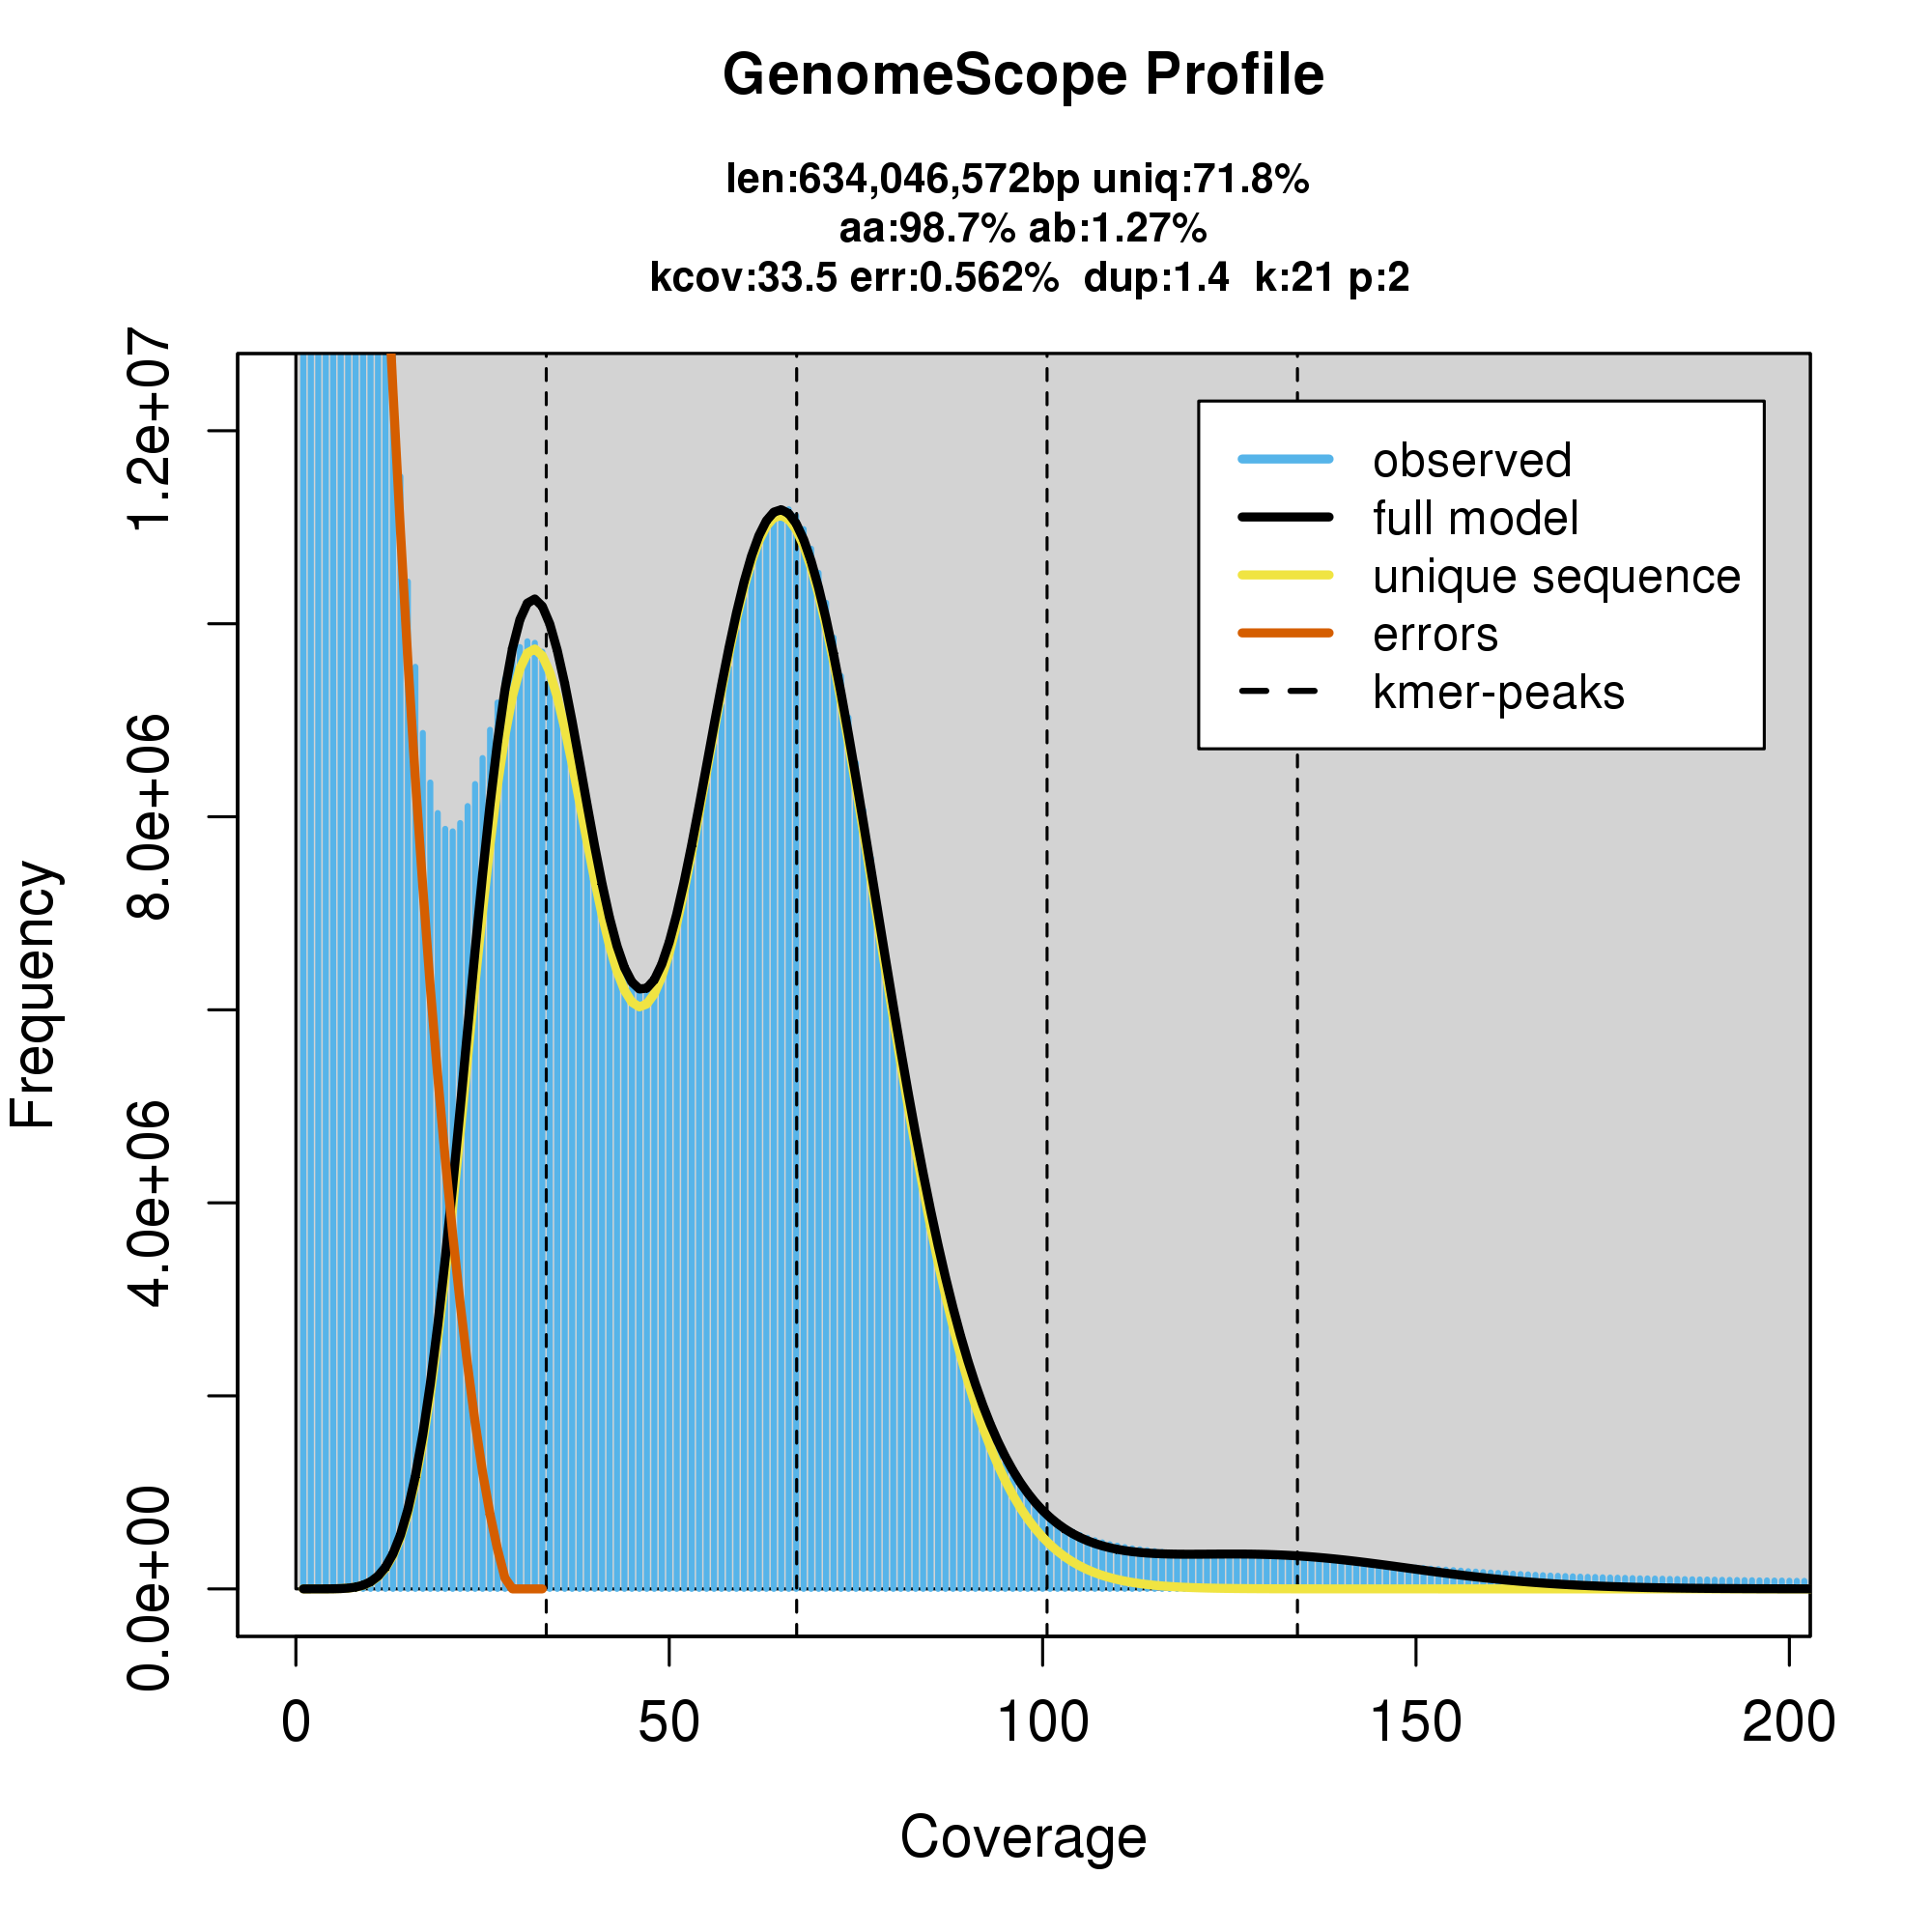 GenomeScope Profile
len:634,046,572bp uniq:71.8%
aa:98.7% ab:1.27%
kcov:33.5 err:0.562%  dup:1.4  k:21 p:2
Frequency
1.2e+07
8.0e+06
4.0e+06
0.0e+00
observed
full model
unique sequence
errors
kmer-peaks
0 50 100 150 200
Coverage